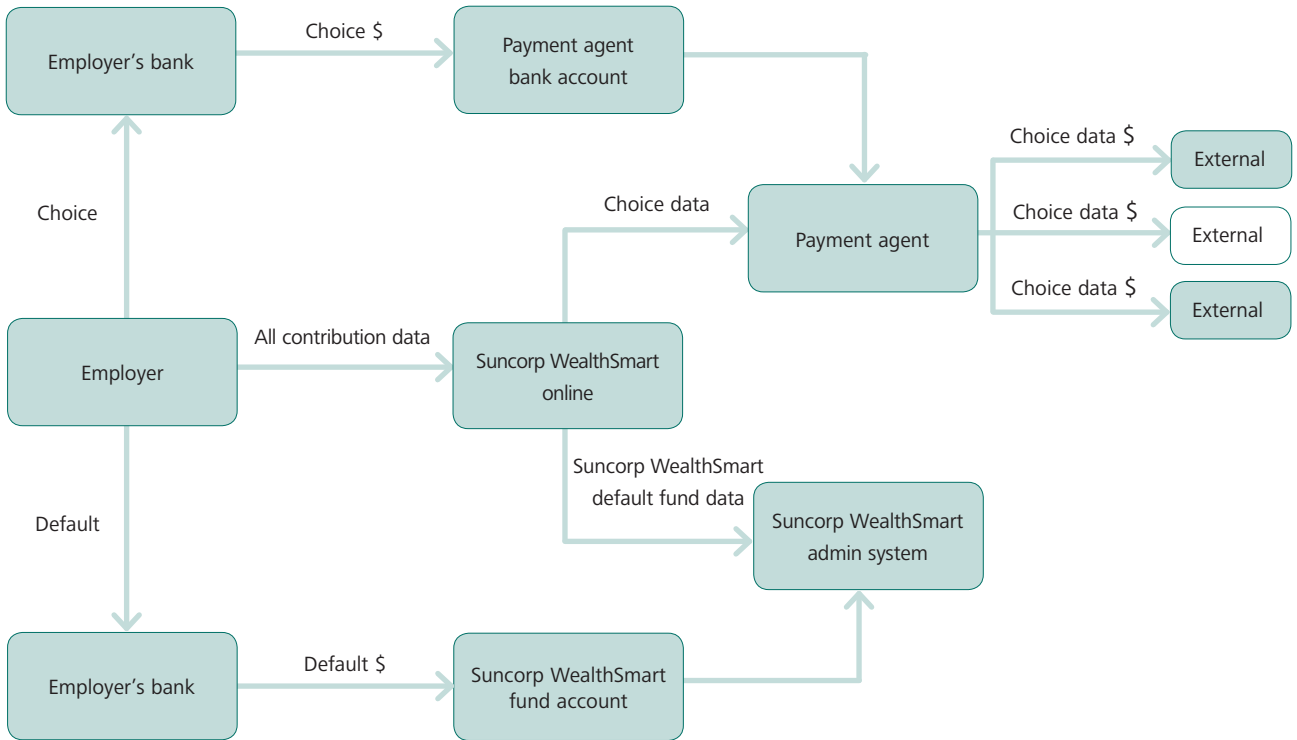 Choice $
Employer’s bank
Payment agent
bank account
Choice data $
External
Choice
Choice data
Choice data $
Payment agent
External
Choice data $
External
All contribution data
Employer
Suncorp WealthSmart
online
Suncorp WealthSmart
default fund data
Default
Suncorp WealthSmart
admin system
Default $
Employer’s bank
Suncorp WealthSmart
fund account